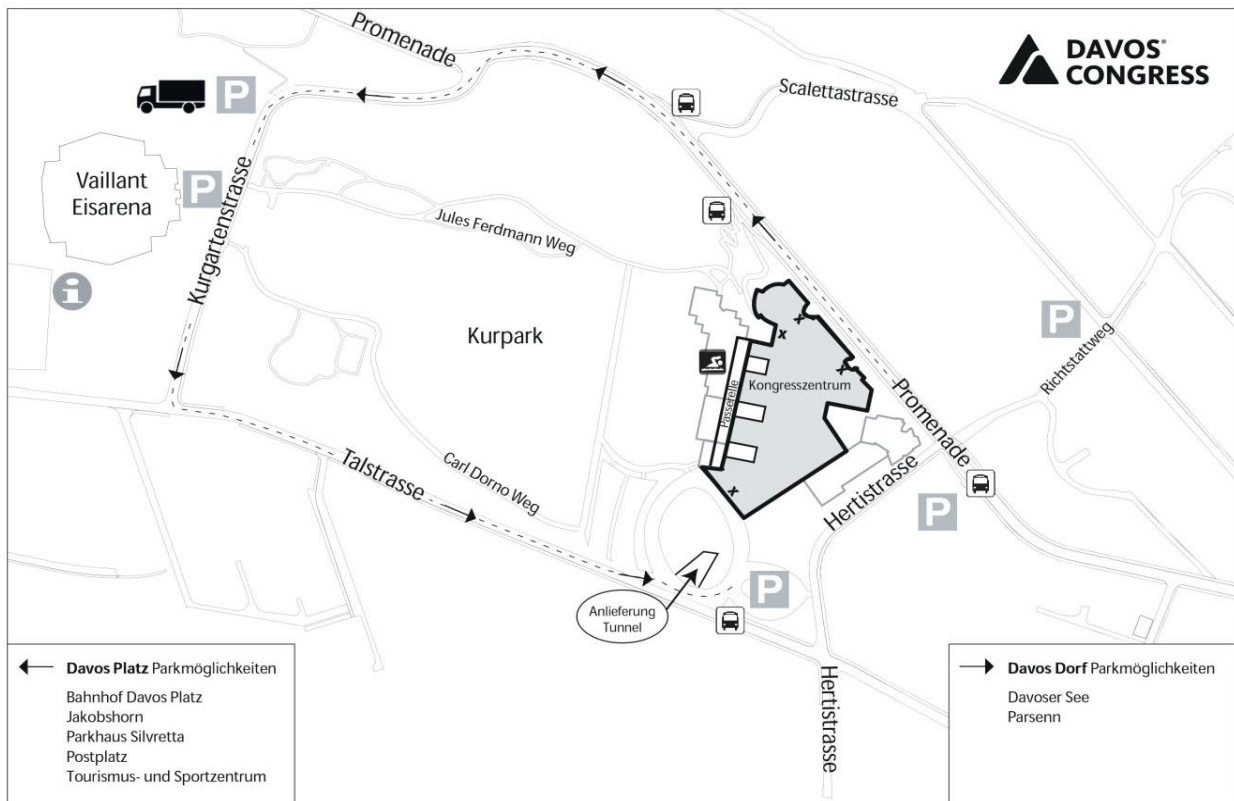 Promenade
DAVOS®
CONGRESS
P
Scalettastrasse
Vaillant
Eisarena
P
Kurgartenstrasse
Jules Ferdmann Weg
i
Kurpark
P
Richtstattweg
Kongresszentrum
Passerelle
Promenade
Talstrasse
Carl Dorno Weg
Hertistrasse
P
P
Anlieferung
Tunnel
Hertistrasse
Davos Platz Parkmöglichkeiten
Bahnhof Davos Platz
Jakobshorn
Parkhaus Silvretta
Postplatz
Tourismus- und Sportzentrum
Davos Dorf Parkmöglichkeiten
Davoser See
Parsenn